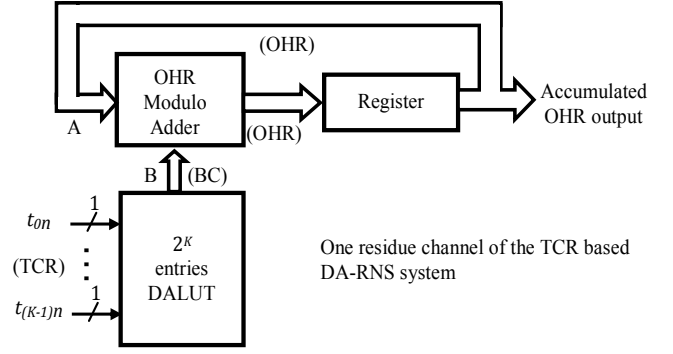 (OHR)
OHR
Modulo
Adder
Register
(OHR)
A
Accumulated
OHR output
B (BC)
t0n
1
2^K
entries
DALUT
(TCR)
t(K-1)n
1
One residue channel of the TCR based
DA-RNS system